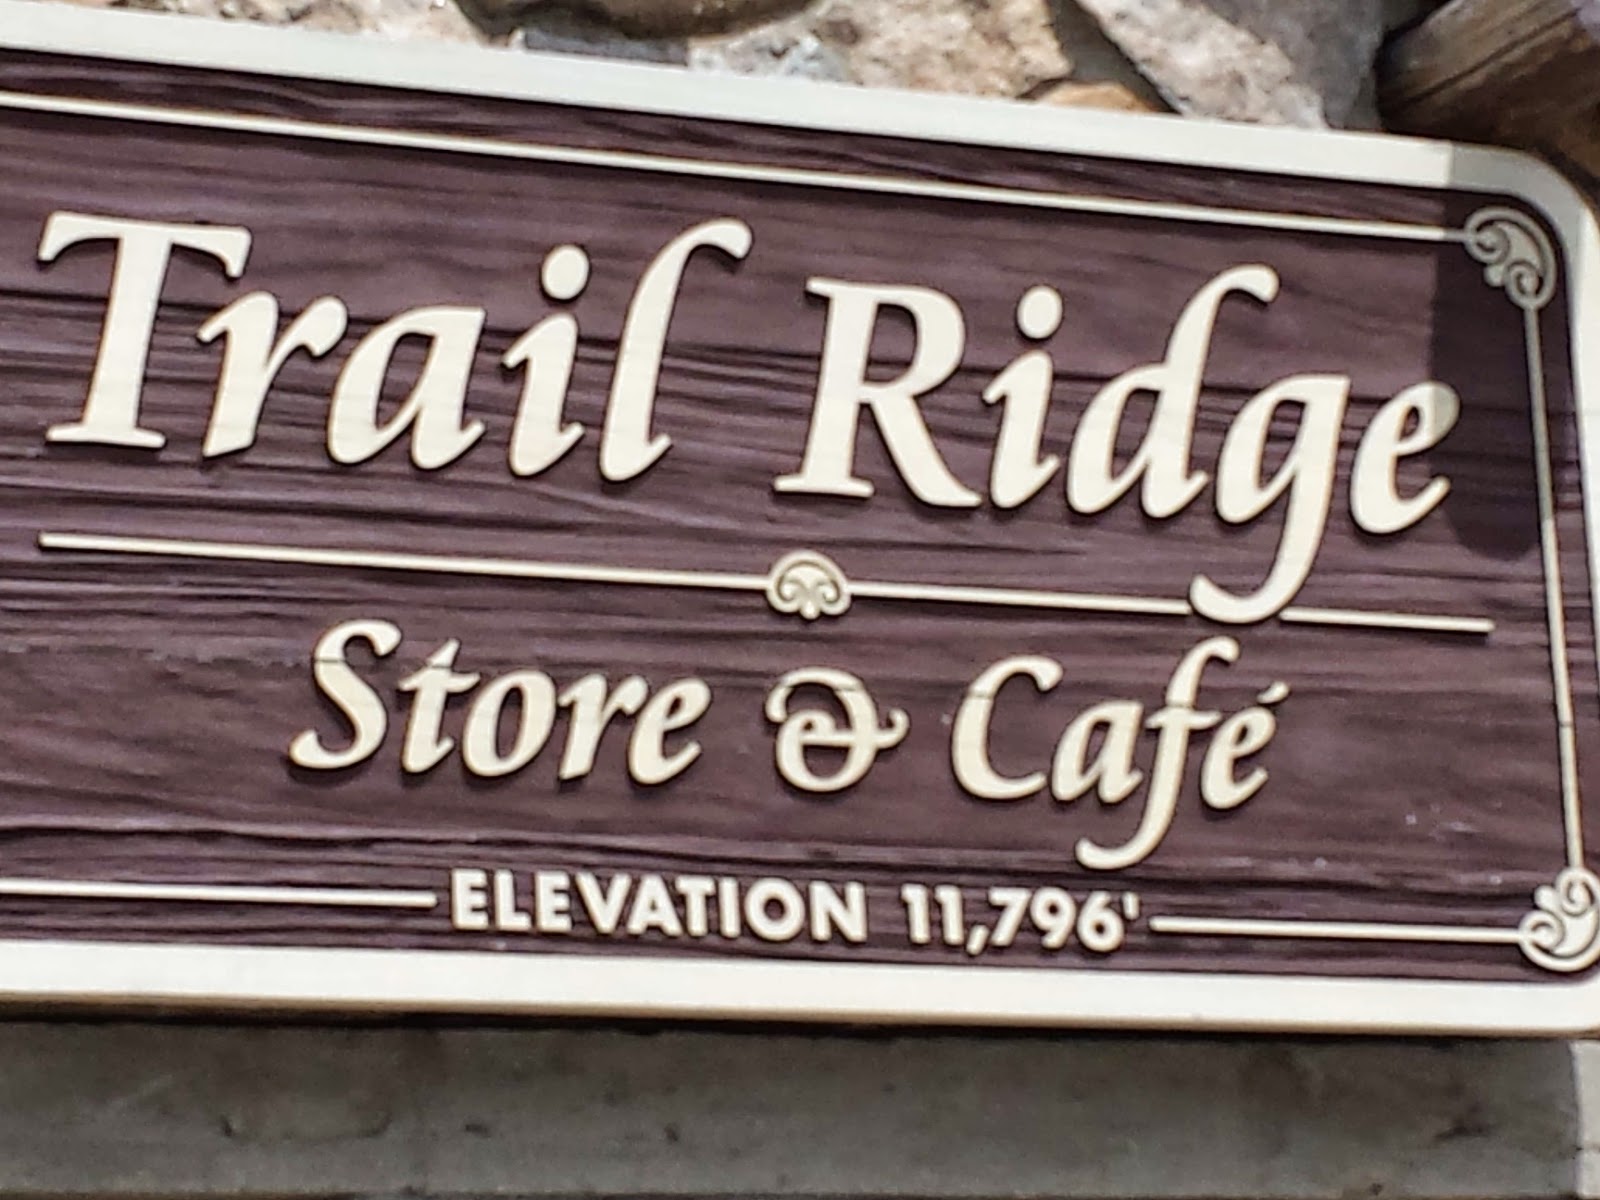 Trail Ridge
Store & Café
ELEVATION 11,796'